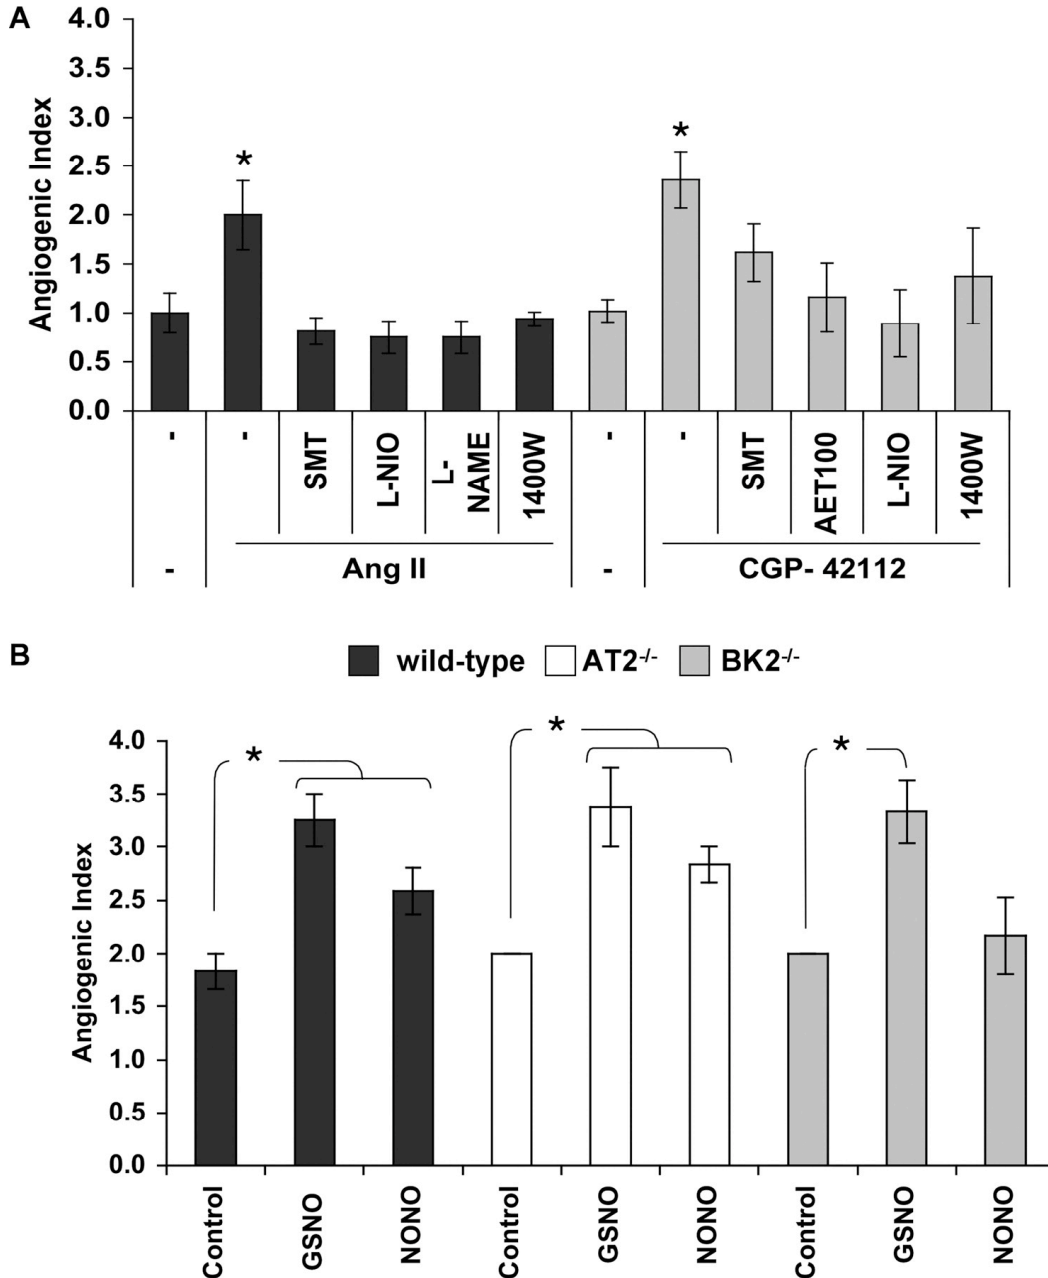 A
Angiogenic Index
4.0
3.5
3.0
2.5
2.0
1.5
1.0
0.5
0.0
*
*
- - SMT L-NIO L-NAME 1400W - - SMT AET100 L-NIO 1400W
- Ang II - CGP- 42112
B
wild-type AT2-/- BK2-/-
Angiogenic Index
4.0
3.5
3.0
2.5
2.0
1.5
1.0
0.5
0.0
* * *
Control GSNO NONO Control GSNO NONO Control GSNO NONO